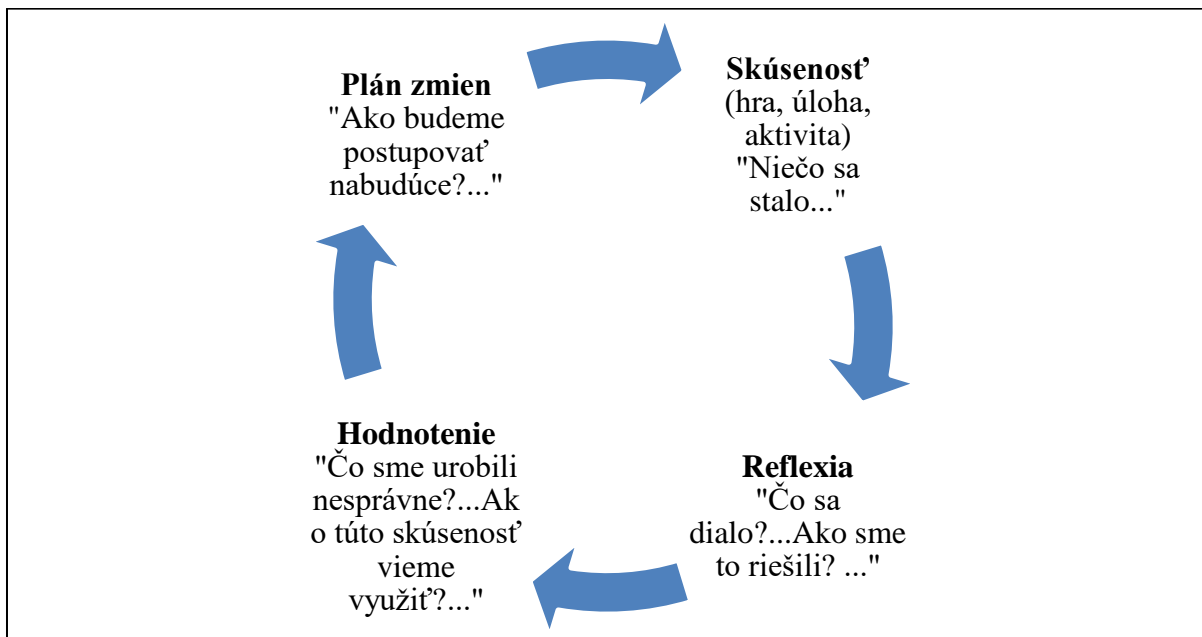 Plán zmien
"Ako budeme
postupovať
nabudúce?..."
Skúsenosť
(hra, úloha,
aktivita)
"Niečo sa
stalo..."
Reflexia
"Čo sa
dialo?...Ako sme
to riešili? ..."
Hodnotenie
"Čo sme urobili
nesprávne?...Ak
o túto skúsenosť
vieme
využiť?..."